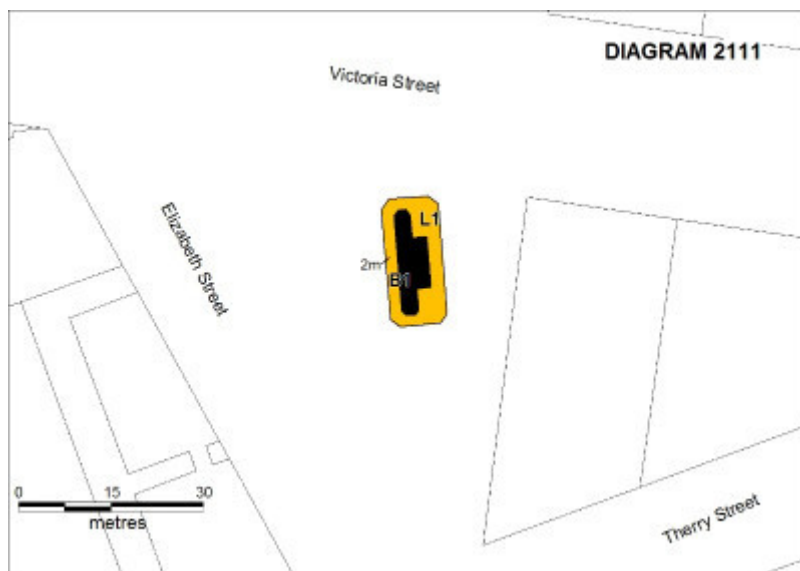 DIAGRAM 2111
Victoria Street
Elizabeth Street
L1
2m
B1
0 15 30
metres
Therry Street